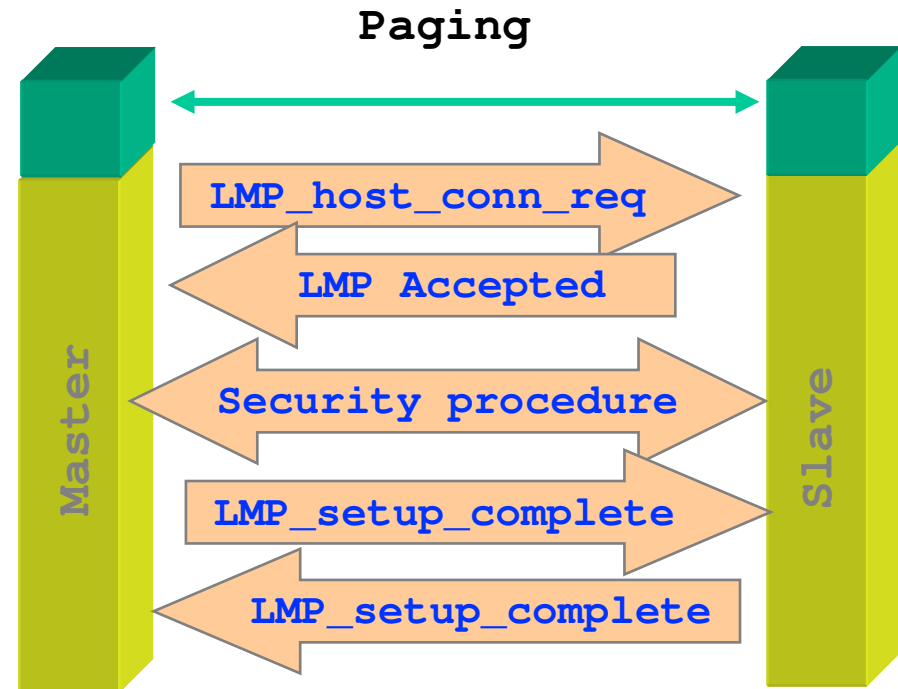 Paging
LMP_host_conn_req
LMP Accepted
Security procedure
LMP_setup_complete
LMP_setup_complete
Master
Slave